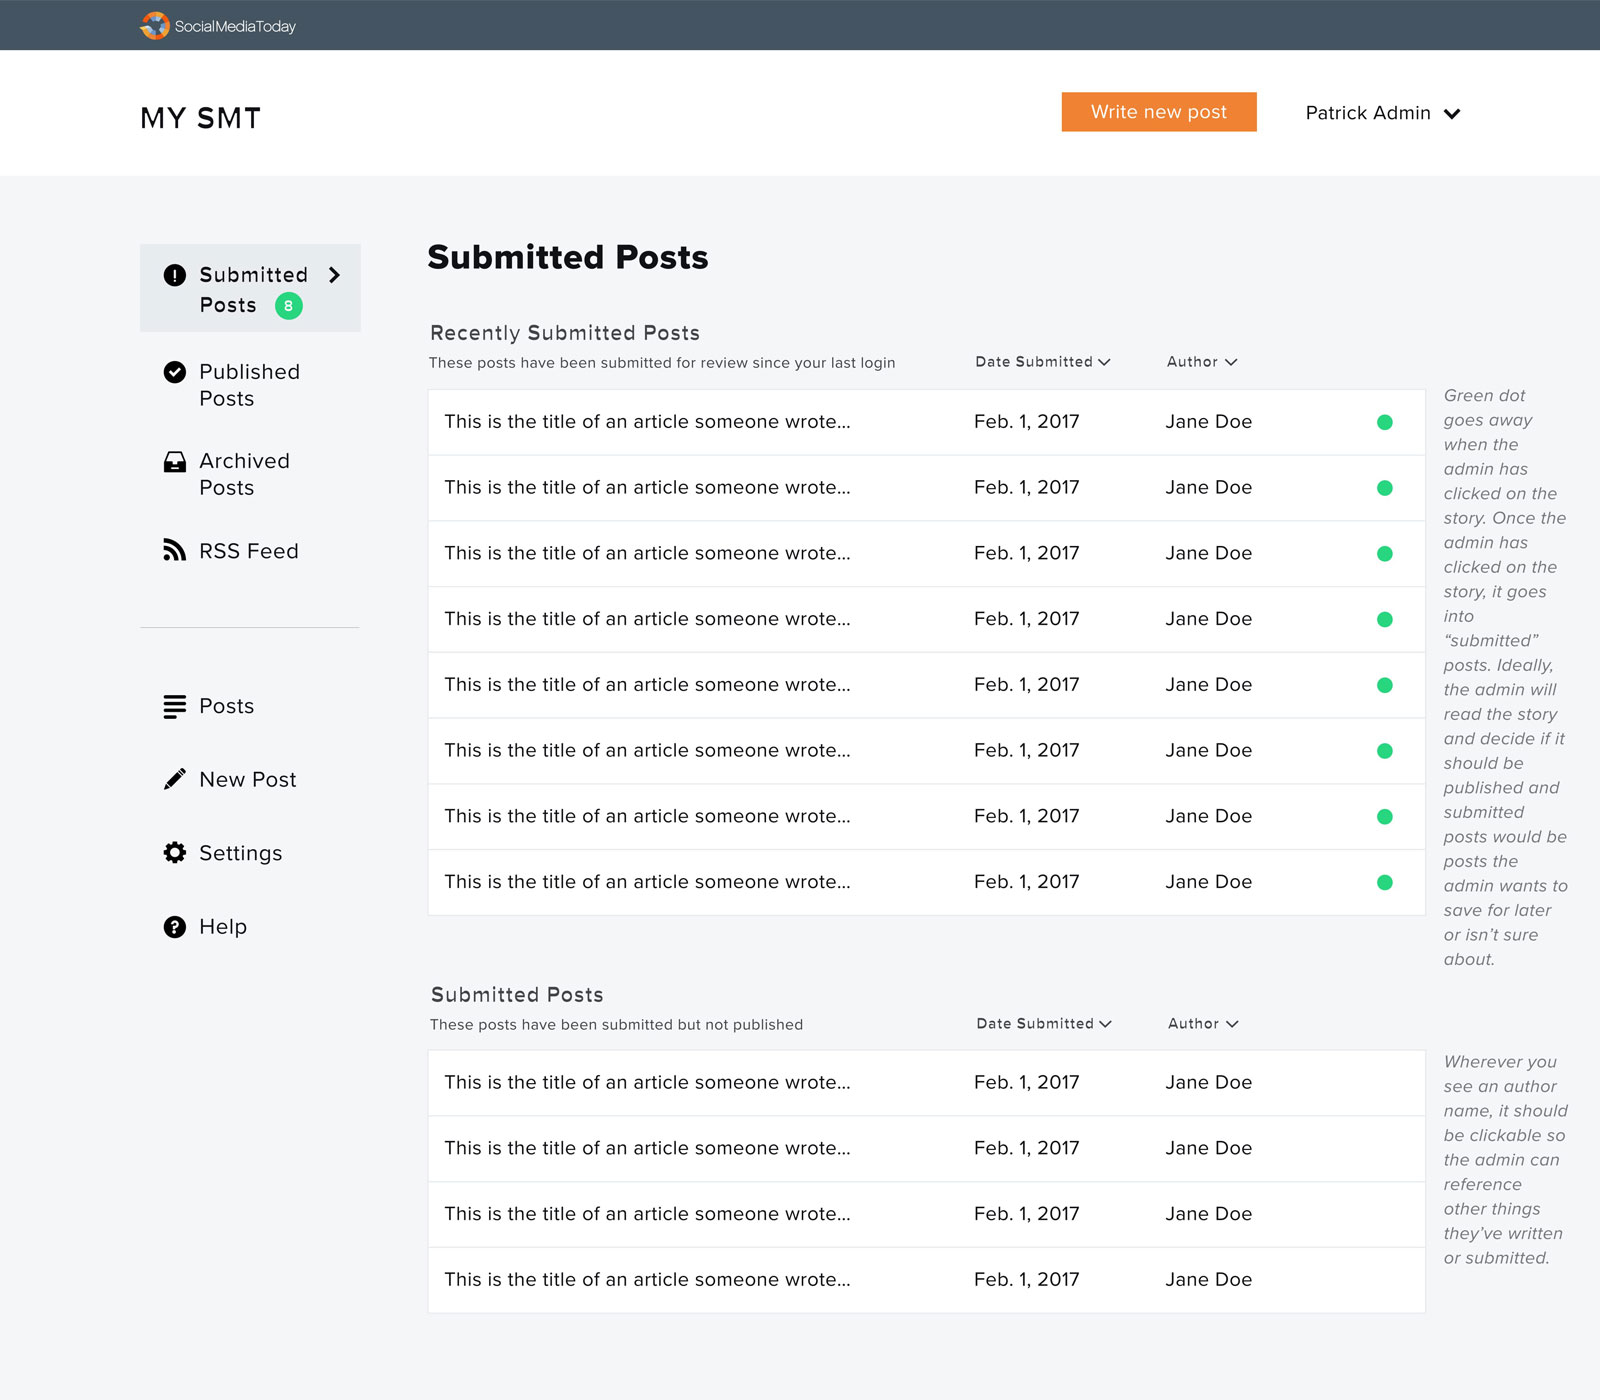 SocialMediaToday
MY SMT
Write new post
Patrick Admin
Submitted
Posts 8
Published
Posts
Archived
Posts
RSS Feed
Posts
New Post
Settings
Help
Submitted Posts
Recently Submitted Posts
These posts have been submitted for review since your last login
Date Submitted Author
This is the title of an article someone wrote... Feb. 1, 2017 Jane Doe
This is the title of an article someone wrote... Feb. 1, 2017 Jane Doe
This is the title of an article someone wrote... Feb. 1, 2017 Jane Doe
This is the title of an article someone wrote... Feb. 1, 2017 Jane Doe
This is the title of an article someone wrote... Feb. 1, 2017 Jane Doe
This is the title of an article someone wrote... Feb. 1, 2017 Jane Doe
This is the title of an article someone wrote... Feb. 1, 2017 Jane Doe
This is the title of an article someone wrote... Feb. 1, 2017 Jane Doe
Green dot
goes away
when the
admin has
clicked on the
story. Once the
admin has
clicked on the
story, it goes
into
“submitted”
posts. Ideally,
the admin will
read the story
and decide if it
should be
published and
submitted
posts would be
posts the
admin wants to
save for later
or isn’t sure
about.
Submitted Posts
These posts have been submitted but not published
Date Submitted Author
This is the title of an article someone wrote... Feb. 1, 2017 Jane Doe
This is the title of an article someone wrote... Feb. 1, 2017 Jane Doe
This is the title of an article someone wrote... Feb. 1, 2017 Jane Doe
This is the title of an article someone wrote... Feb. 1, 2017 Jane Doe
Wherever you
see an author
name, it should
be clickable so
the admin can
reference
other things
they’ve written
or submitted.